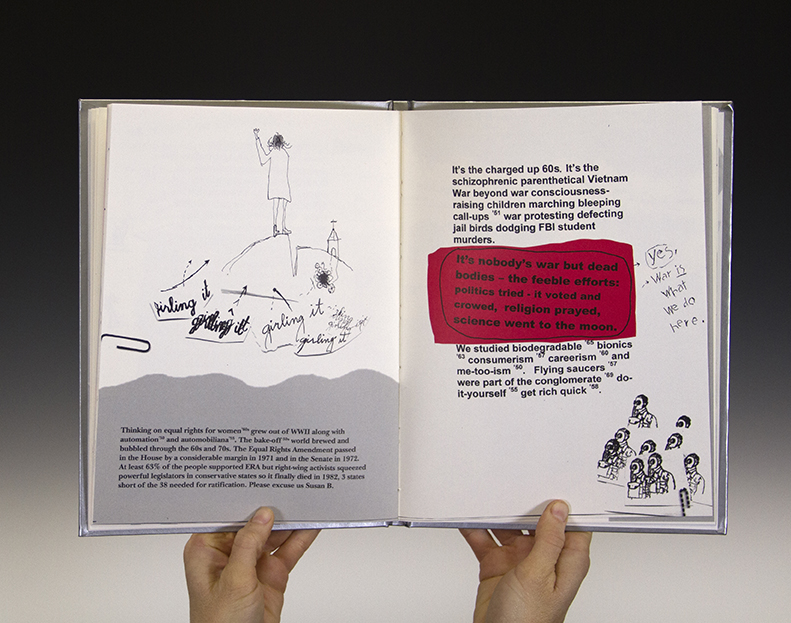 girling it
girling it!
girling it
girling it
Thinking on equal rights for women '60s grew out of WWII along with
automation and automobiliana. The bake-off world brewed and
bubbled through the 60s and 70s. The Equal Rights Amendment passed
in the House by a considerable margin in 1971 and in the Senate in 1972.
At least 63% of the people supported ERA but right-wing activists squeezed
powerful legislators in conservative states so it finally died in 1982, 3 states
short of the 38 needed for ratification. Please excuse us Susan B.
It's the charged up 60s. It's the
schizophrenic parenthetical Vietnam
War beyond war consciousness-
raising children marching bleeping
call-ups '51 war protesting defecting
jail birds dodging FBI student
murders.
It's nobody's war but dead
bodies – the feeble efforts:
politics tried - it voted and
crowed, religion prayed,
science went to the moon.
yes,
War is
what
we do
here.
We studied biodegradable '65 bionics
'63 consumerism '57 careerism '60 and
me-too-ism '50. Flying saucers '57
were part of the conglomerate '69 do-
it-yourself '55 get rich quick '58.